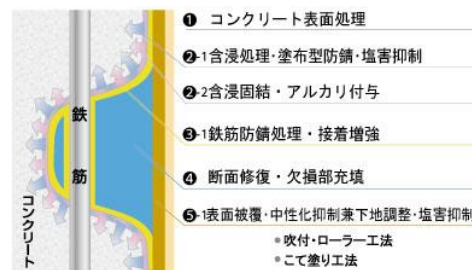 ❶ コンクリート表面処理
❷-1含浸処理・塗布型防錆・塩害抑制
❷-2含浸固結・アルカリ付与
❸-1鉄筋防錆処理・接着増強
❹ 断面修復・欠損部充填
❺-1表面被覆・中性化抑制兼下地調整・塩害抑制
●吹付・ローラー工法
●こて塗り工法
鉄筋
コンクリート